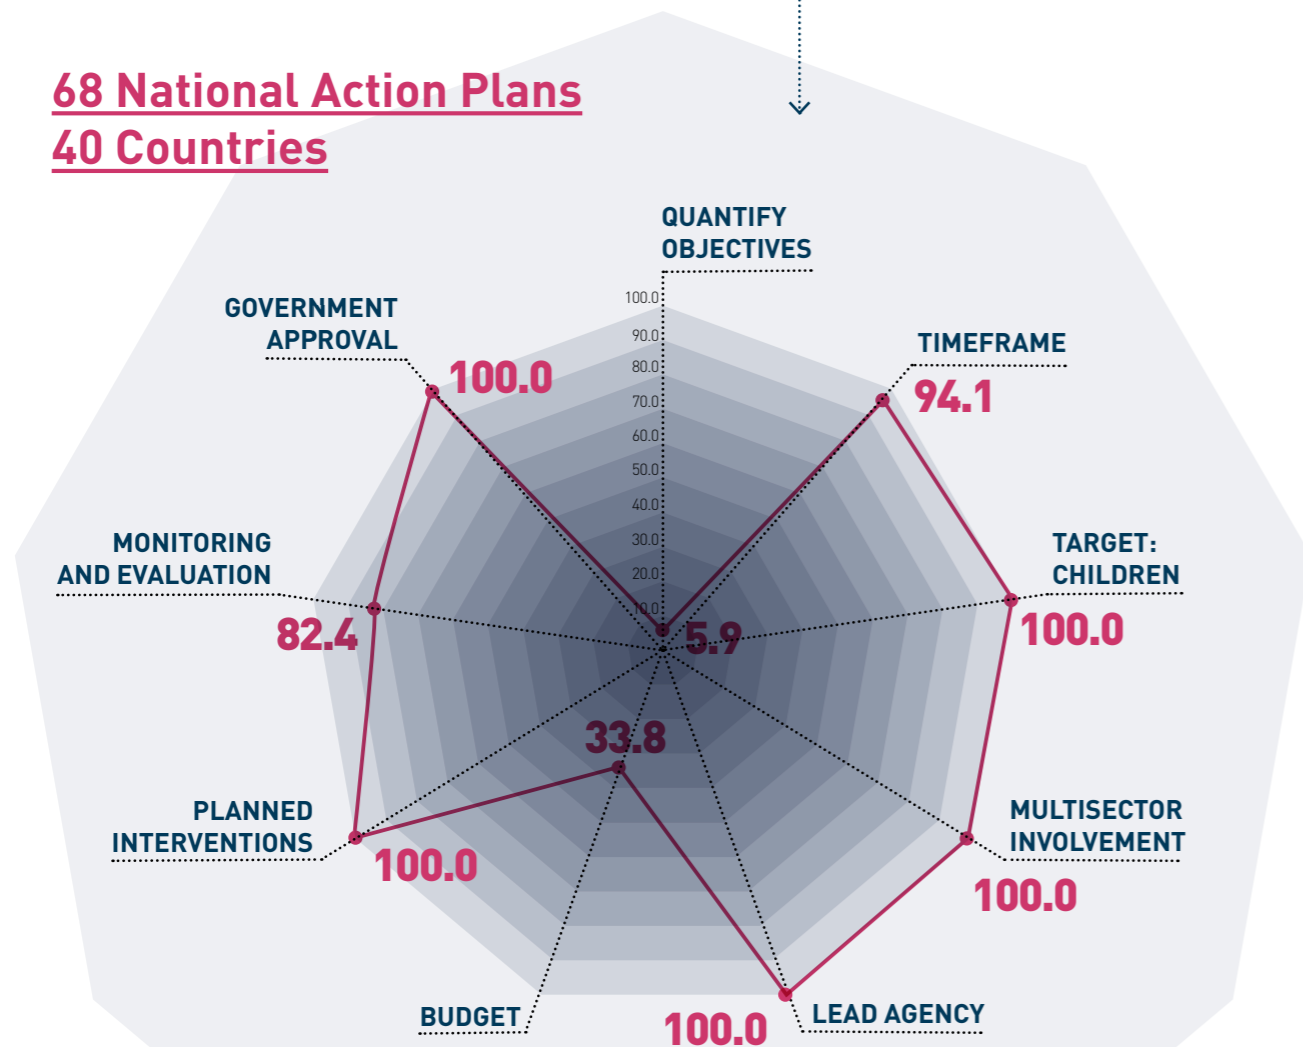 68 National Action Plans
40 Countries
QUANTIFY
OBJECTIVES
GOVERNMENT
APPROVAL
100.0
TIMEFRAME
94.1
100.0
90.0
80.0
70.0
60.0
50.0
40.0
30.0
20.0
10.0
5.9
MONITORING
AND EVALUATION
82.4
TARGET:
CHILDREN
100.0
33.8
PLANNED
INTERVENTIONS
100.0
MULTISECTOR
INVOLVEMENT
100.0
BUDGET
100.0
LEAD AGENCY